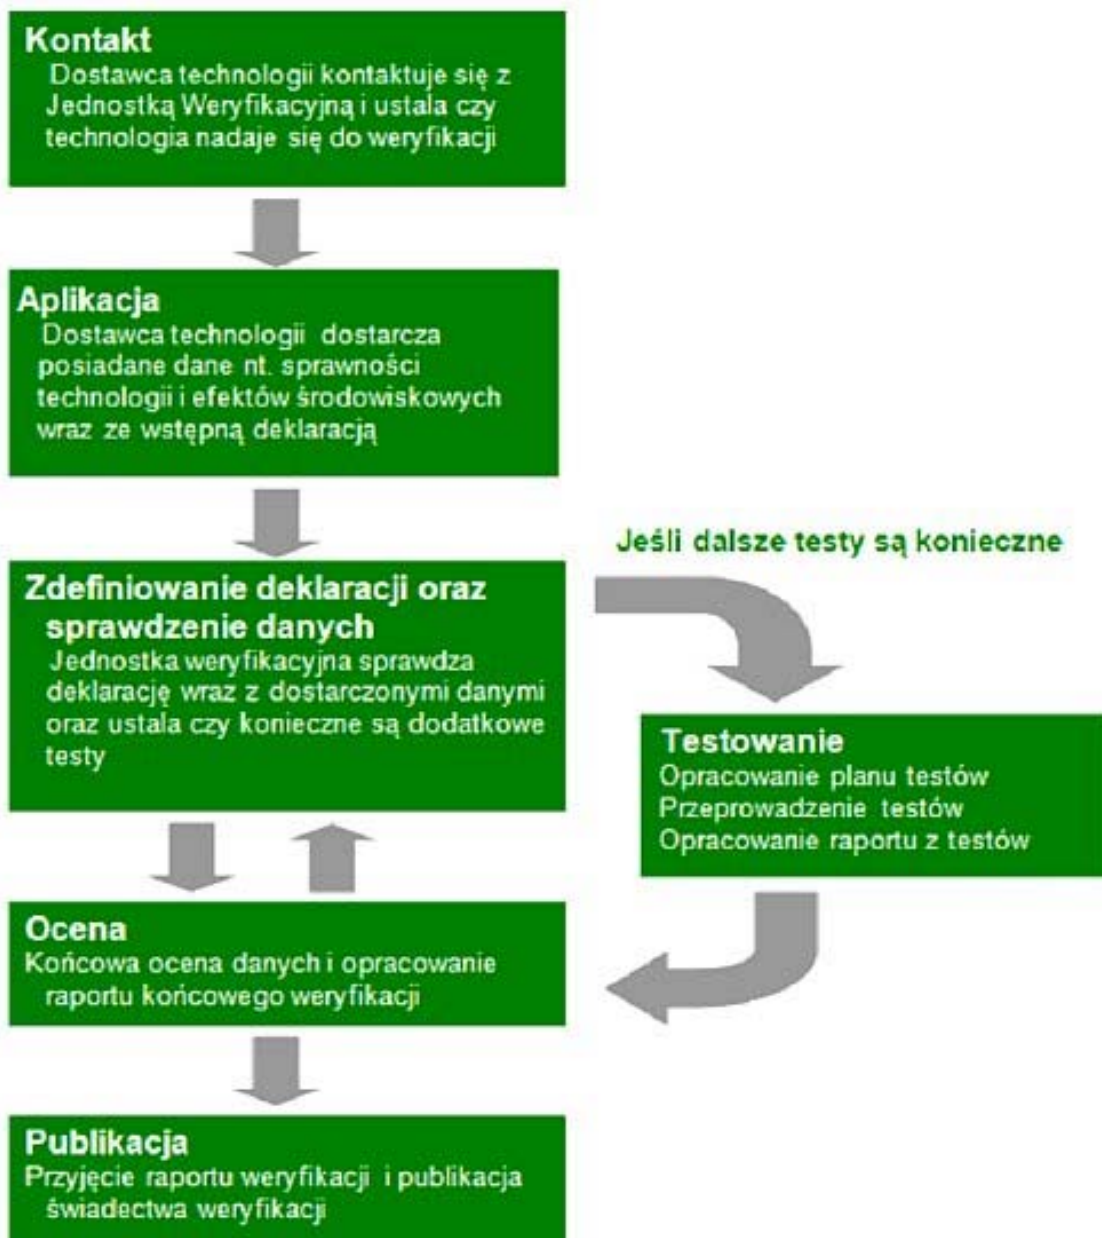 Kontakt
Dostawca technologii kontaktuje się z
Jednostką Weryfikacyjną i ustala czy
technologia nadaje się do weryfikacji
Aplikacja
Dostawca technologii dostarcza
posiadane dane nt. sprawności
technologii i efektów środowiskowych
wraz ze wstępną deklaracją
Zdefiniowanie deklaracji oraz
sprawdzenie danych
Jednostka weryfikacyjna sprawdza
deklarację wraz z dostarczonymi danymi
oraz ustala czy konieczne są dodatkowe
testy
Jeśli dalsze testy są konieczne
Testowanie
Opracowanie planu testów
Przeprowadzenie testów
Opracowanie raportu z testów
Ocena
Końcowa ocena danych i opracowanie
raportu końcowego weryfikacji
Publikacja
Przyjęcie raportu weryfikacji i publikacja
świadectwa weryfikacji